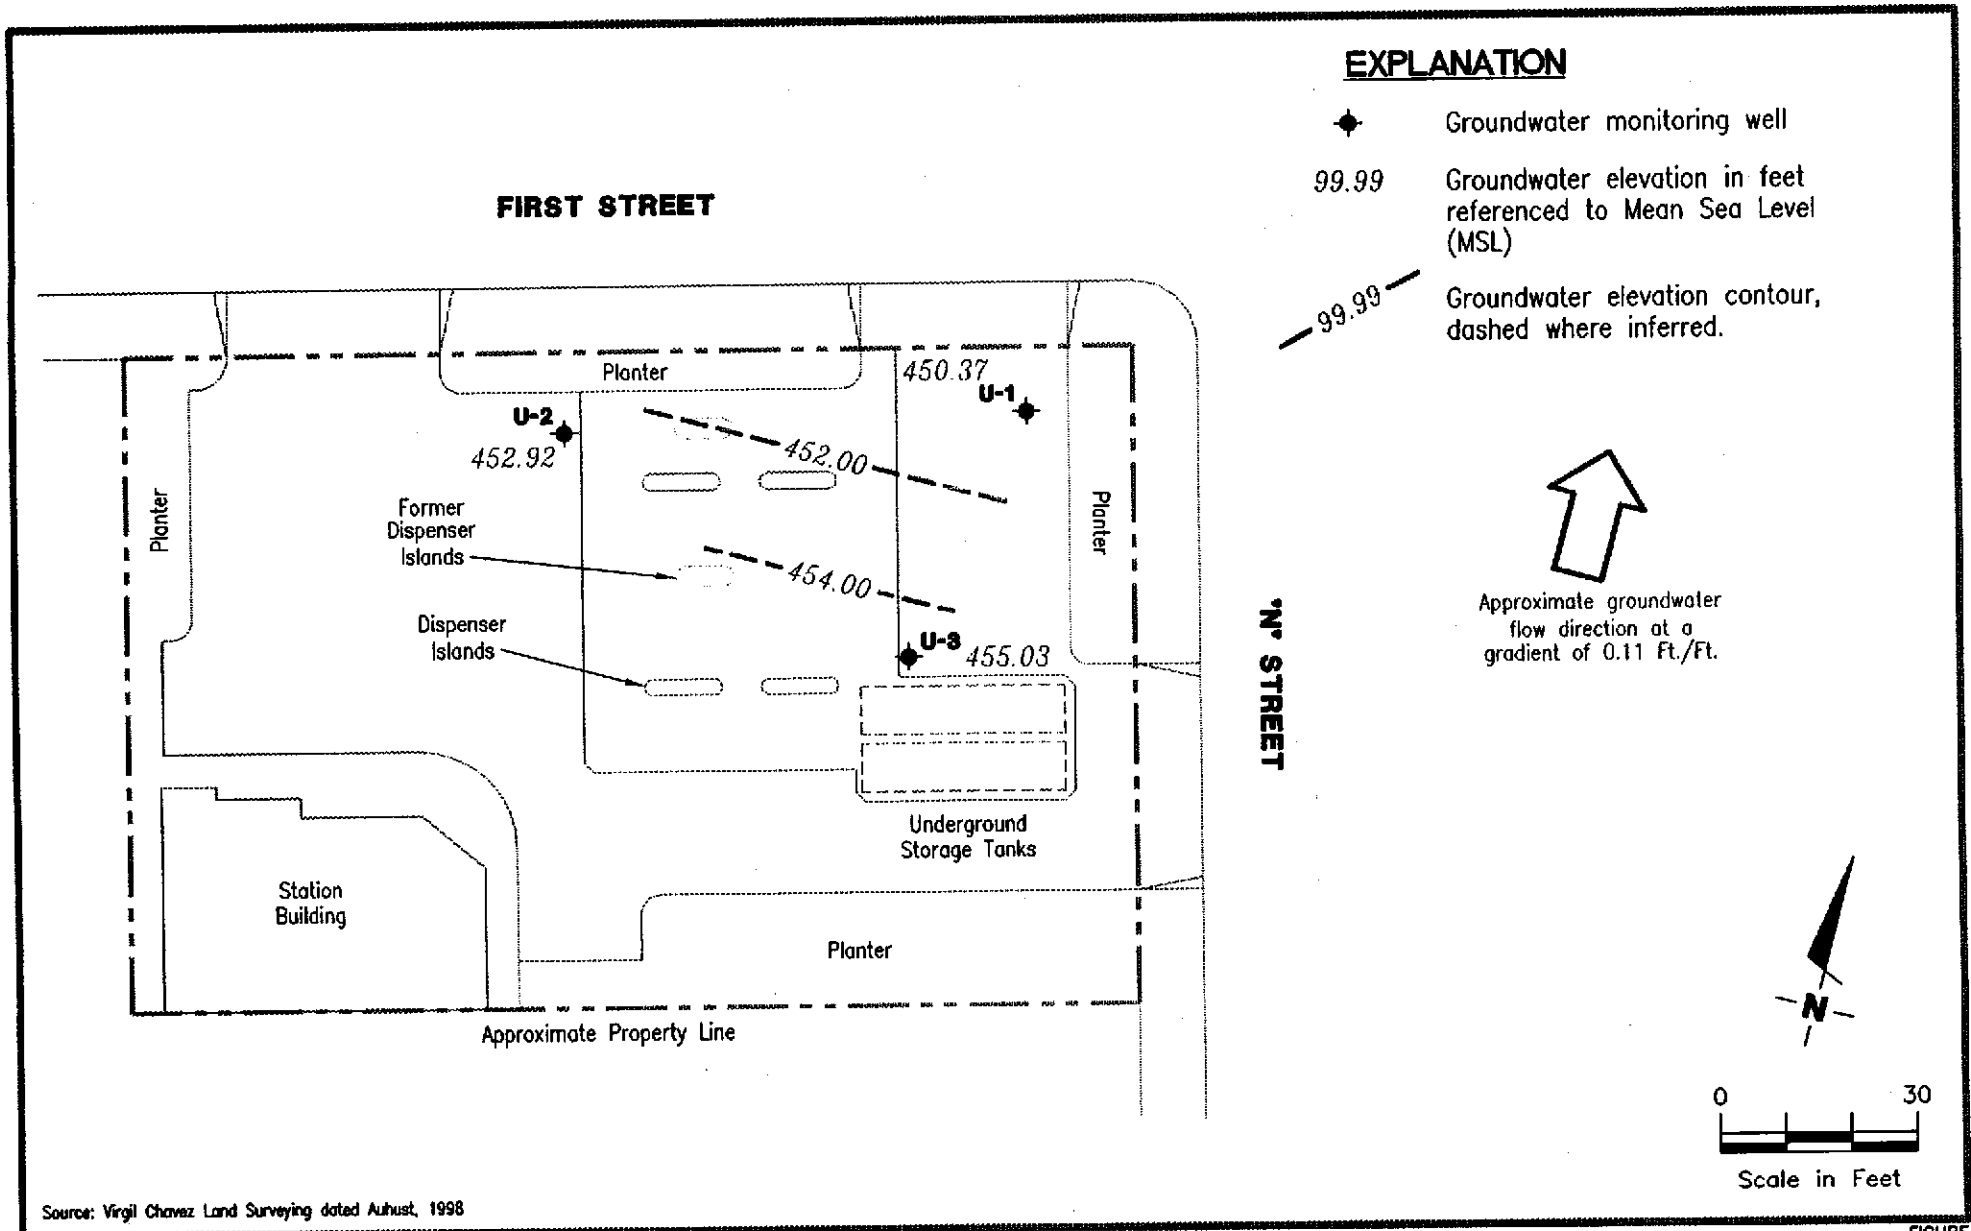 EXPLANATION
Groundwater monitoring well
99.99
Groundwater elevation in feet
referenced to Mean Sea Level
(MSL)
99.99
Groundwater elevation contour,
dashed where inferred.
FIRST STREET
Planter
450.37
U-1
U-2
452.92
452.00
Planter
Former
Dispenser
Islands
Planter
454.00
Dispenser
Islands
U-3
455.03
"N" STREET
Approximate groundwater
flow direction at a
gradient of 0.11 Ft./Ft.
Underground
Storage Tanks
Station
Building
Planter
Approximate Property Line
N
0 30
Scale in Feet
Source: Virgil Chavez Land Surveying dated Auhust, 1998
FIGURE